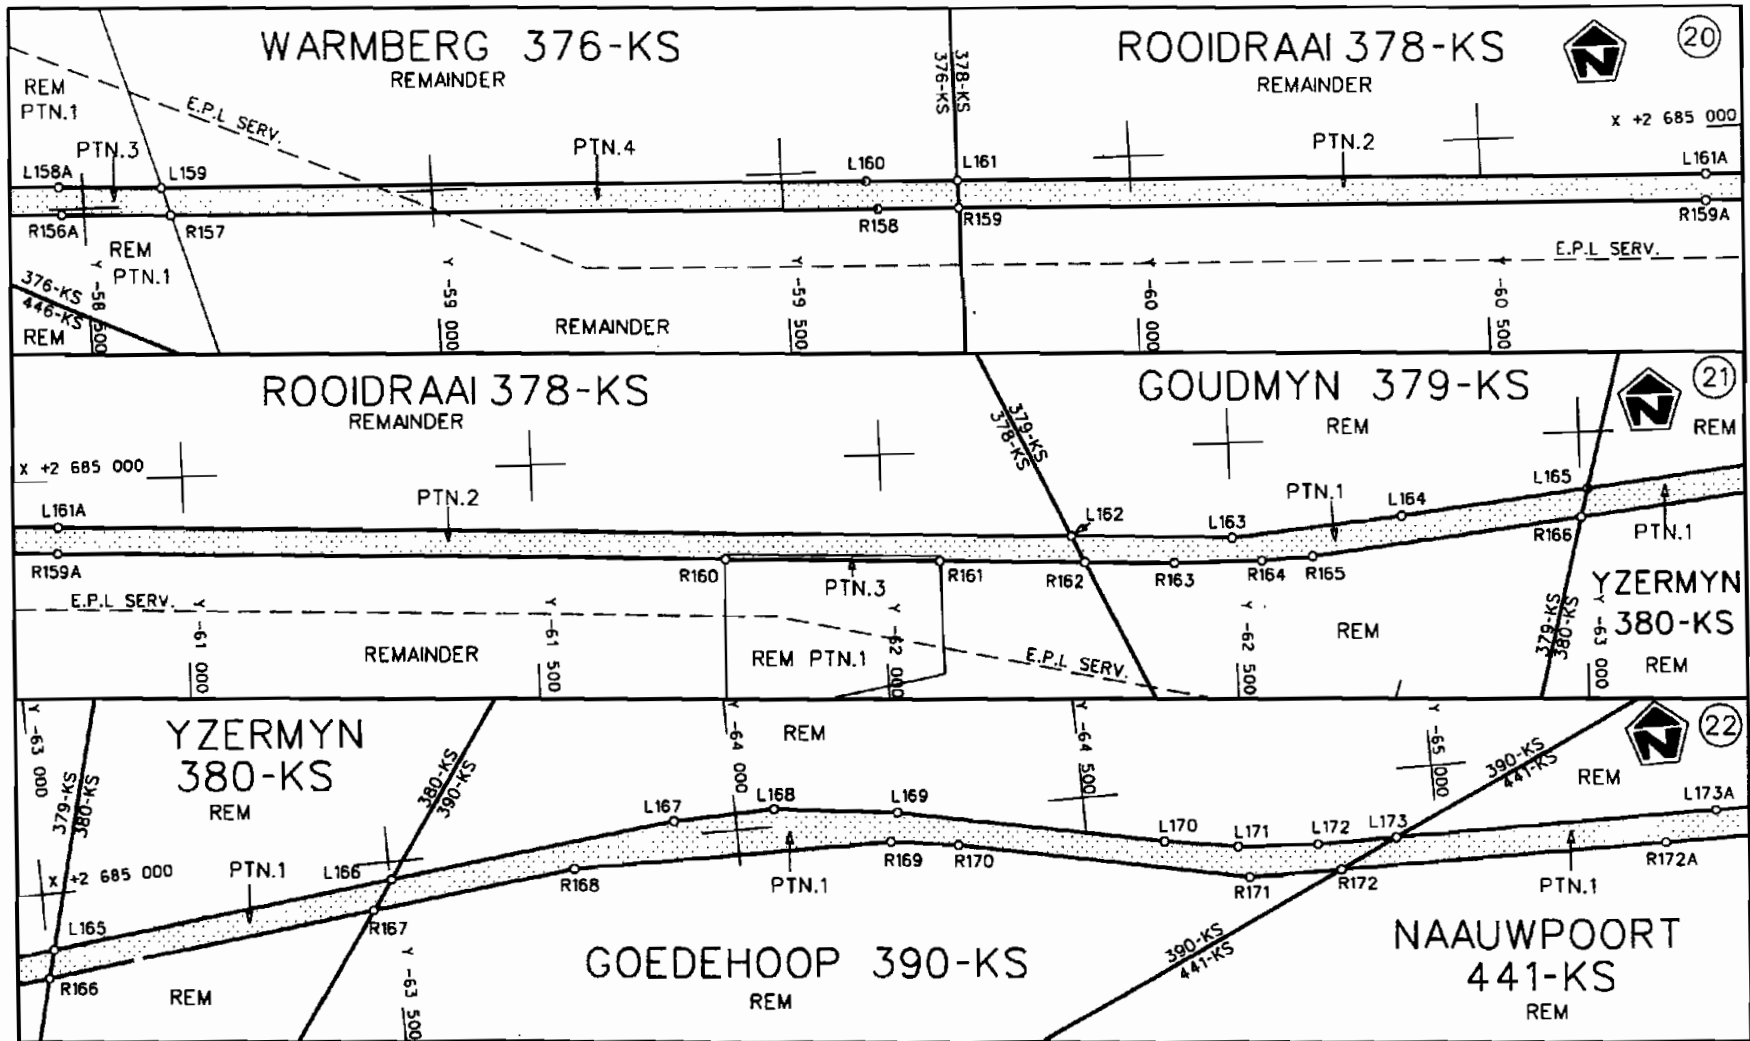 WARMBERG 376-KS
REMAINDER
376-KS
378-KS
ROOIDRAAI 378-KS
REMAINDER
N
20
REM
PTN.1
E.P.L SERV.
X +2 685 000
PTN.3
PTN.4
PTN.2
L158A
L159
L160
L161
L161A
R156A
R157
R158
R159
R159A
REM
PTN.1
E.P.L SERV.
376-KS
446-KS
REM
Y -58 500
Y -59 000
REMAINDER
Y -59 500
Y -60 000
Y -60 500
ROOIDRAAI 378-KS
REMAINDER
379-KS
378-KS
GOUDMYN 379-KS
REM
N
21
REM
X +2 685 000
PTN.2
PTN.1
L161A
L162
L163
L164
L165
R159A
R160
PTN.3
R161
R162
R163
R164
R165
R166
PTN.1
E.P.L SERV.
Y -61 000
REMAINDER
Y -61 500
REM PTN.1
Y -62 000
E.P.L SERV.
Y -62 500
REM
379-KS
380-KS
Y -63 000
YZERMYN
380-KS
REM
Y -63 000
379-KS
380-KS
YZERMYN
380-KS
REM
380-KS
390-KS
Y -64 000
REM
Y -64 500
Y -65 000
390-KS
441-KS
REM
N
22
X +2 685 000
PTN.1
L165
L166
L167
L168
L169
L170
L171
L172
L173
L173A
R166
R167
R168
PTN.1
R169
R170
R171
R172
PTN.1
R172A
REM
Y -63 500
GOEDEHOOP 390-KS
REM
390-KS
441-KS
NAAUWPOORT
441-KS
REM